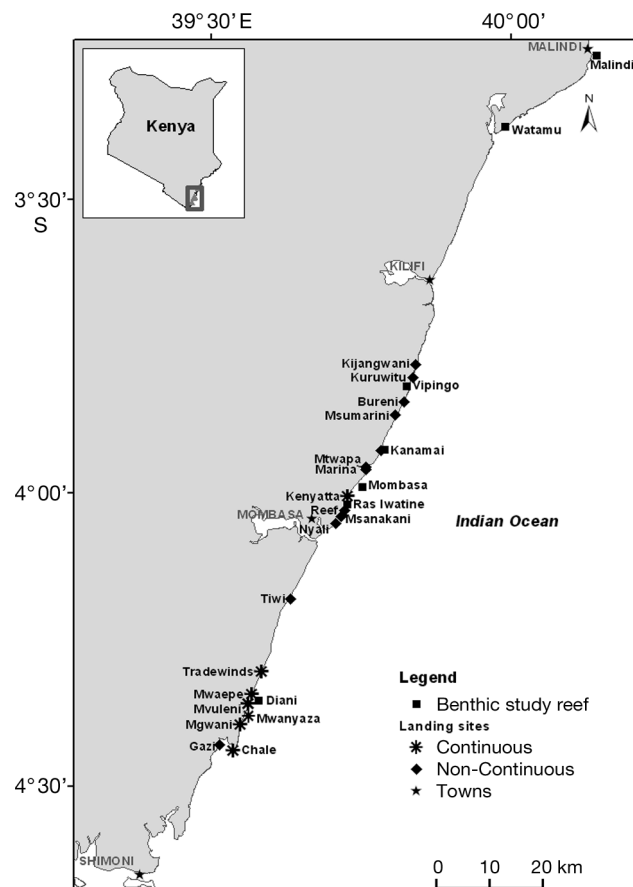 39°30' E
40°00'
MALINDI
Malindi
N
Kenya
Watamu
3°30'
S
KILIFI
Kijangwani
Kuruwitu
Vipingo
Bureni
Msumarini
Kanamai
Mtwapa
Marina
Mombasa
4°00'
Kenyatta
Ras Iwatine
Reef
MOMBASA
Msanakani
Indian Ocean
Nyali
Tiwi
Tradewinds
Legend
Mwaepe
Diani
Benthic study reef
Mvuleni
Mwanyaza
Landing sites
Mgwani
Gazi
Chale
Continuous
Non-Continuous
4°30'
Towns
SHIMONI
0 10 20 km